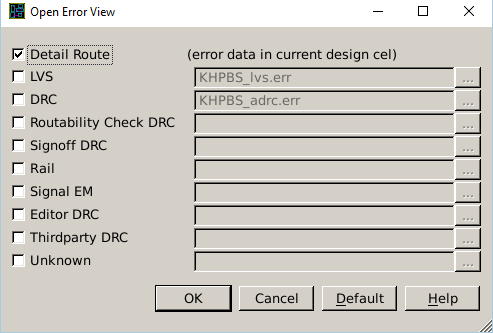 Open Error View
Detail Route (error data in current design cel)
LVS KHPBS_lvs.err ...
DRC KHPBS_adrc.err ...
Routability Check DRC ...
Signoff DRC ...
Rail ...
Signal EM ...
Editor DRC ...
Thirdparty DRC ...
Unknown ...
OK Cancel Default Help